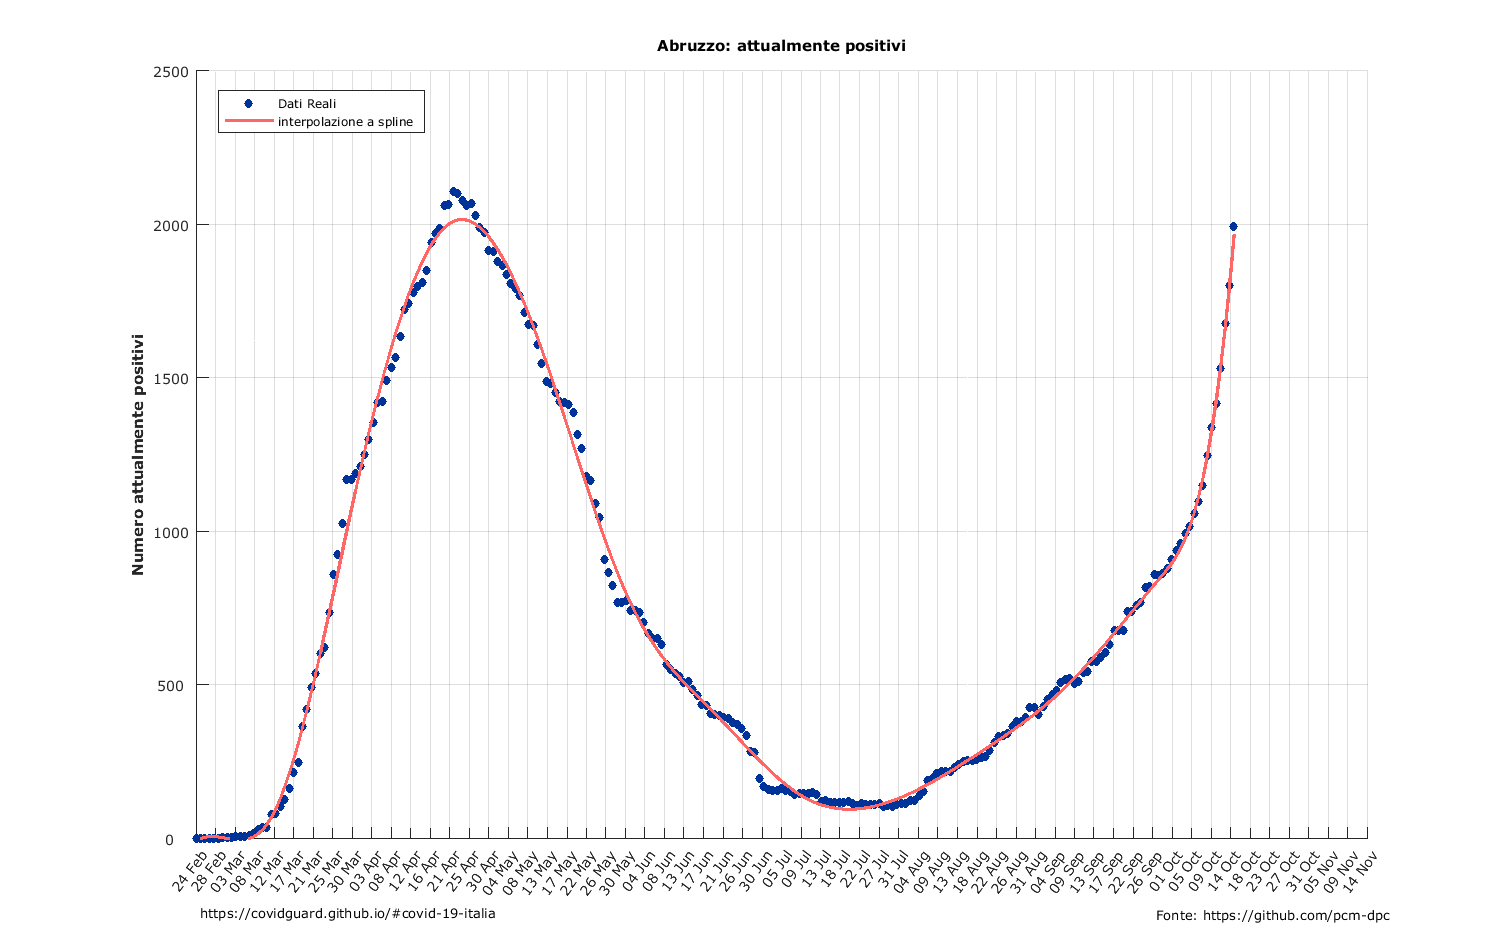 Abruzzo: attualmente positivi
2500
2000
1500
1000
500
0
Numero attualmente positivi
Dati Reali
interpolazione a spline
24 Feb
28 Feb
03 Mar
08 Mar
12 Mar
17 Mar
21 Mar
25 Mar
30 Mar
03 Apr
08 Apr
12 Apr
16 Apr
21 Apr
25 Apr
30 Apr
04 May
08 May
13 May
17 May
22 May
26 May
30 May
04 Jun
08 Jun
13 Jun
17 Jun
21 Jun
26 Jun
30 Jun
05 Jul
09 Jul
13 Jul
18 Jul
22 Jul
27 Jul
31 Jul
04 Aug
09 Aug
13 Aug
18 Aug
22 Aug
26 Aug
31 Aug
04 Sep
09 Sep
13 Sep
17 Sep
22 Sep
26 Sep
01 Oct
05 Oct
09 Oct
14 Oct
18 Oct
23 Oct
27 Oct
31 Oct
05 Nov
09 Nov
14 Nov
https://covidguard.github.io/#covid-19-italia
Fonte: https://github.com/pcm-dpc